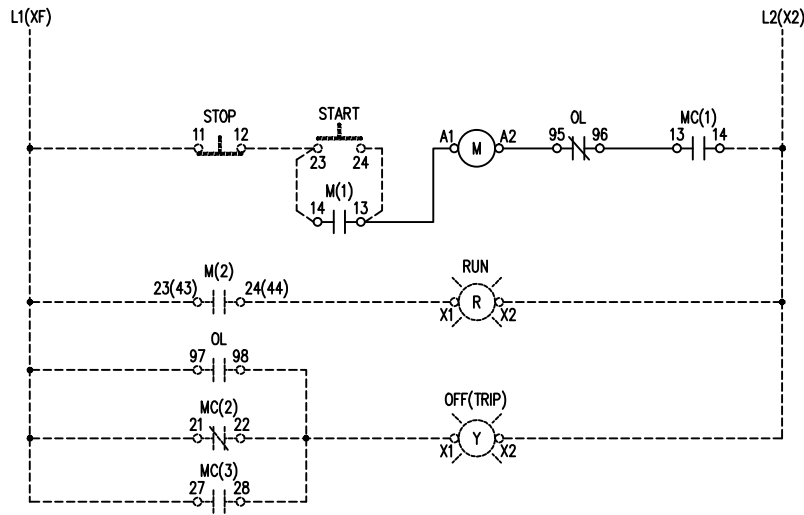 L1(XF) L2(X2)
STOP START OL MC(1)
11 12 23 24 A1 M A2 95 96 13 14
M(1)
14 13
M(2) RUN
23(43) 24(44) X1 R X2
OL
97 98
MC(2) OFF(TRIP)
21 22 X1 Y X2
MC(3)
27 28